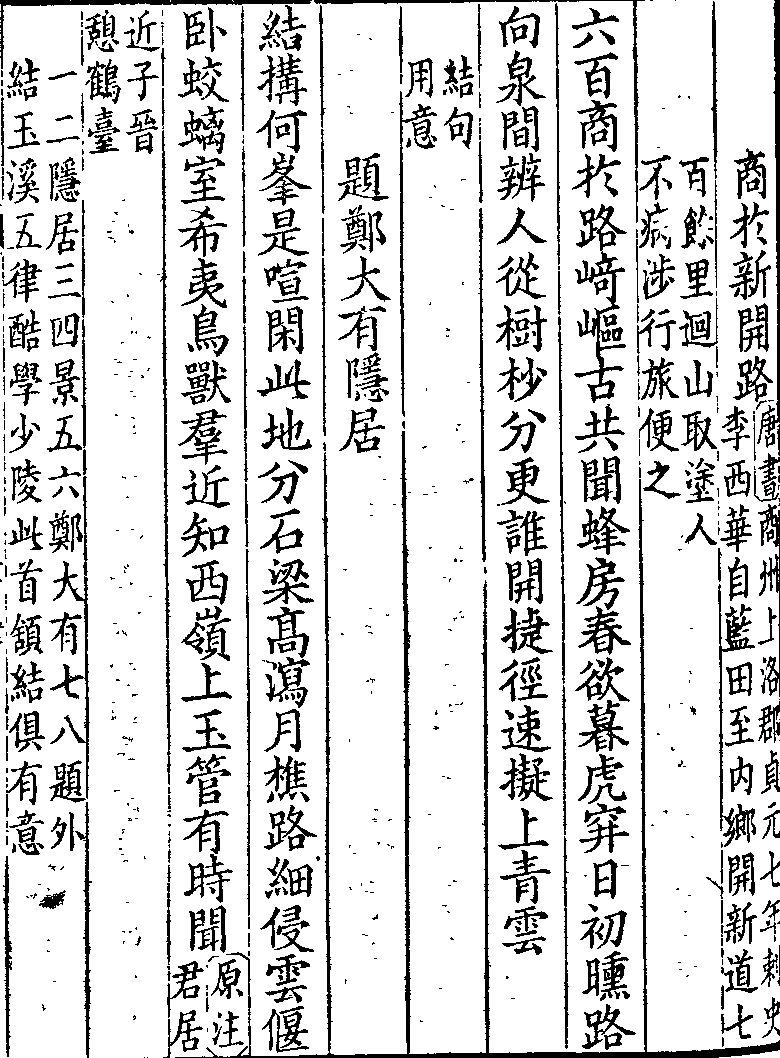 商於新開路唐書商州上洛郡貞元七年刺史
李西華自藍田至内鄉開新道七
百餘里迴山取塗人
不病涉行旅便之
六百商於路崎嶇古共聞蜂房春欲暮虎穽日初曛路
向泉間辨人從樹杪分更誰開捷徑速擬上青雲
結句
用意
題鄭大有隱居
結搆何峯是喧閑此地分石梁髙瀉月樵路細侵雲偃
卧蛟螭室希夷鳥獸羣近知西嶺上玉管有時聞原注
君居
近子晉
憩鶴臺
一二隱居三四景五六鄭大有七八題外
結玉溪五律酷學少陵此首頷結俱有意